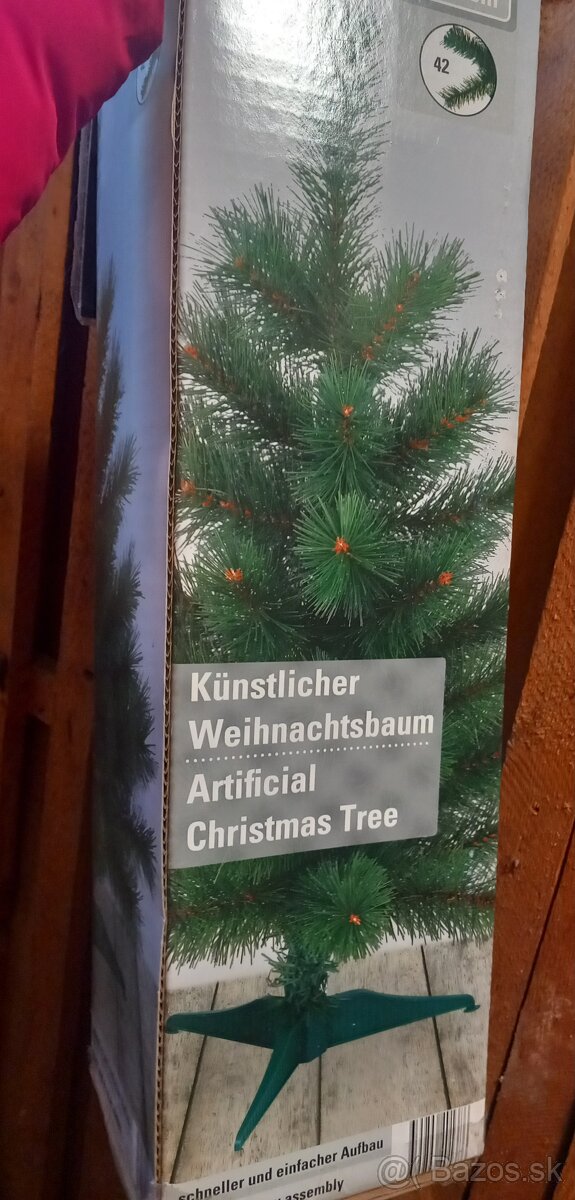 42
Künstlicher
Weihnachtsbaum
Artificial
Christmas Tree
schneller und einfacher Aufbau
assembly
Bazos.sk